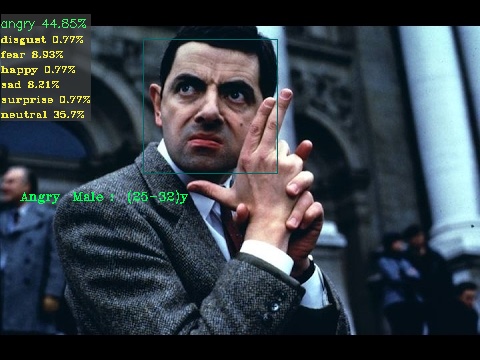 angry 44.85%
disgust 0.77%
fear 8.93%
happy 0.77%
sad 8.21%
surprise 0.77%
neutral 35.7%
Angry Male : (25-32)y